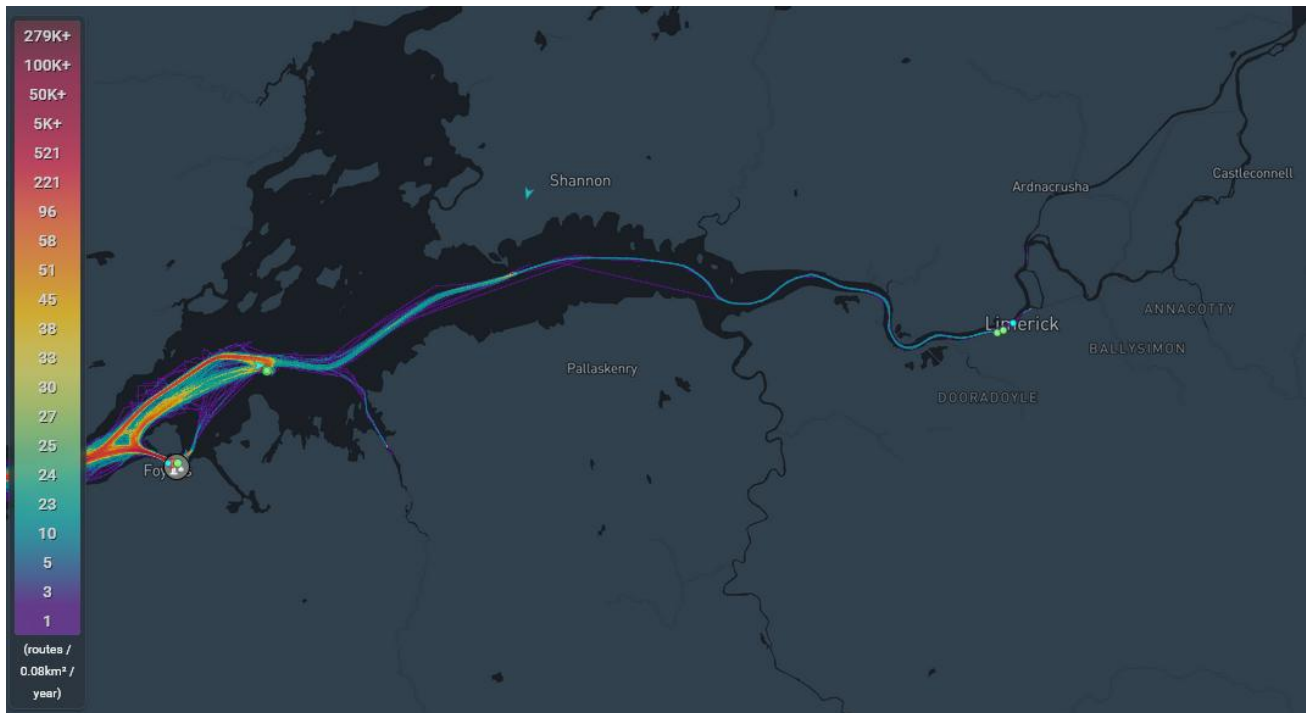 279K+
100K+
50K+
5K+
521
221
96
58
51
45
38
33
30
27
25
24
23
10
5
3
1
(routes /
0.08km² /
year)
Shannon
Ardnacrusha
Castleconnell
ANNACOTTY
Limerick
BALLYSIMON
Pallaskenry
DOORADOYLE